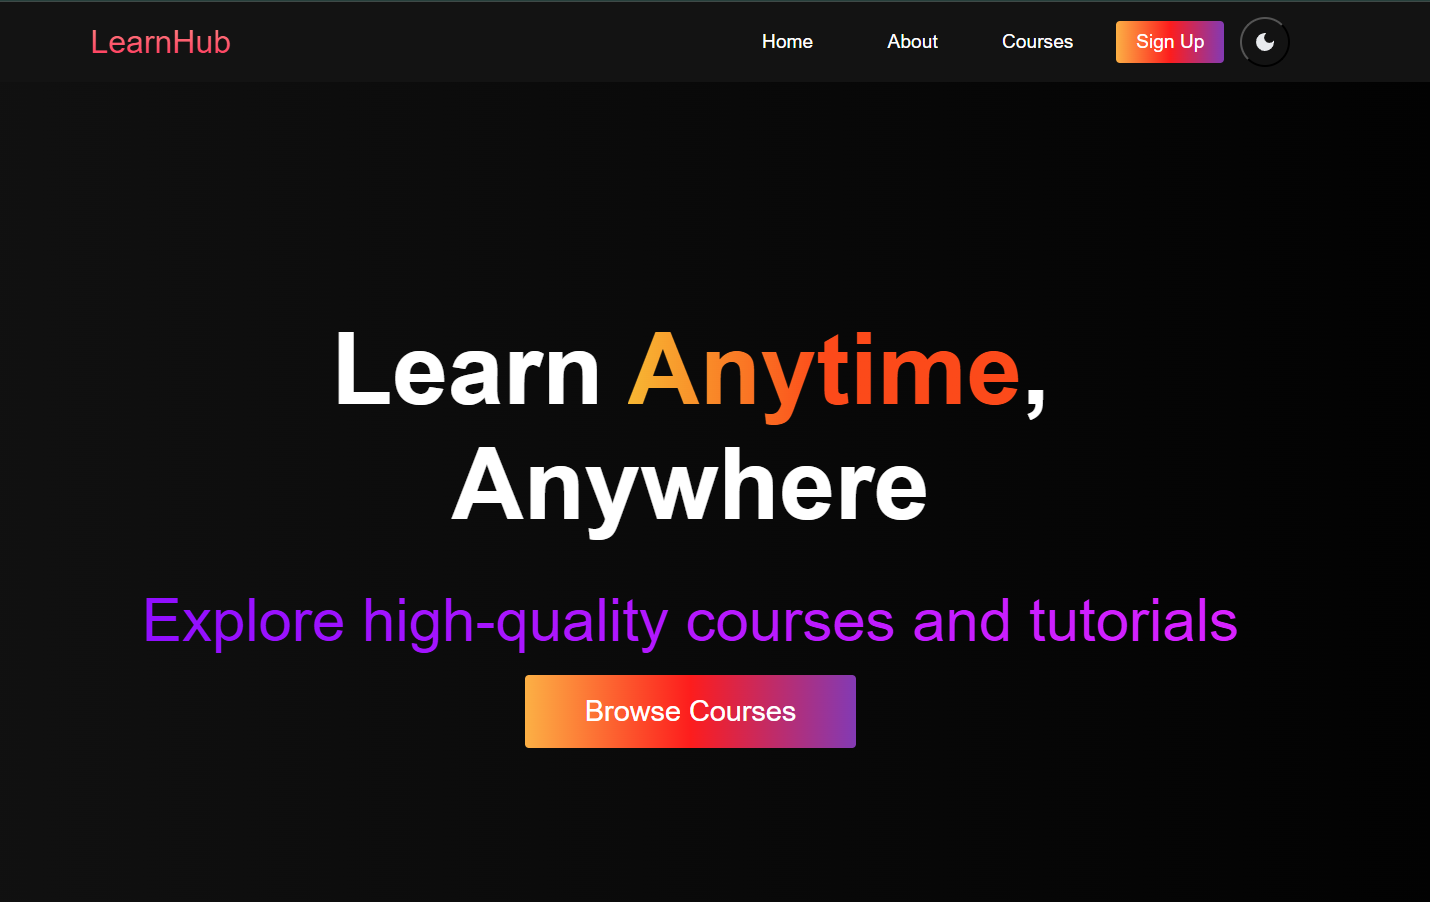 LearnHub Home About Courses Sign Up
Learn Anytime,
Anywhere
Explore high-quality courses and tutorials
Browse Courses